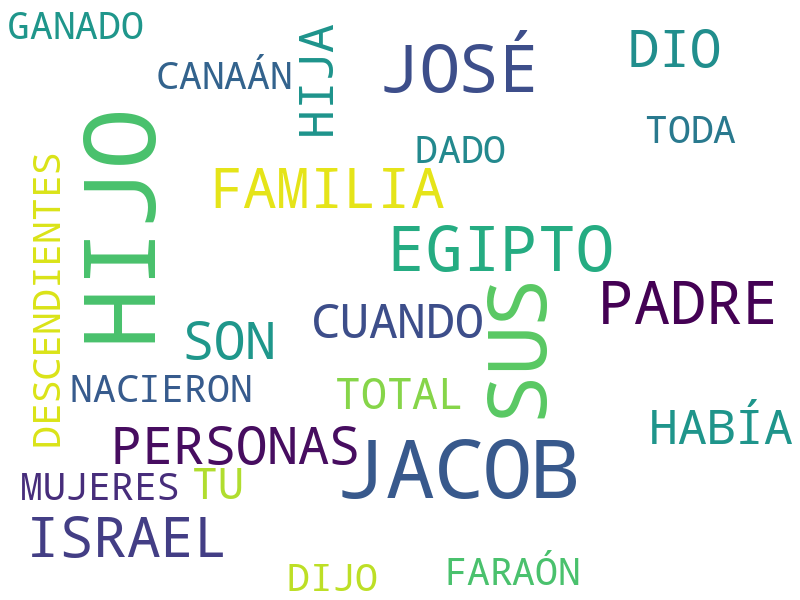 GANADO
CANAÁN
HIJA
JOSÉ
DIO
TODA
DADO
HIJO
FAMILIA
DESCENDIENTES
EGIPTO
PADRE
SUS
CUANDO
SON
NACIERON
TOTAL
HABÍA
PERSONAS
JACOB
MUJERES
TU
ISRAEL
DIJO
FARAÓN